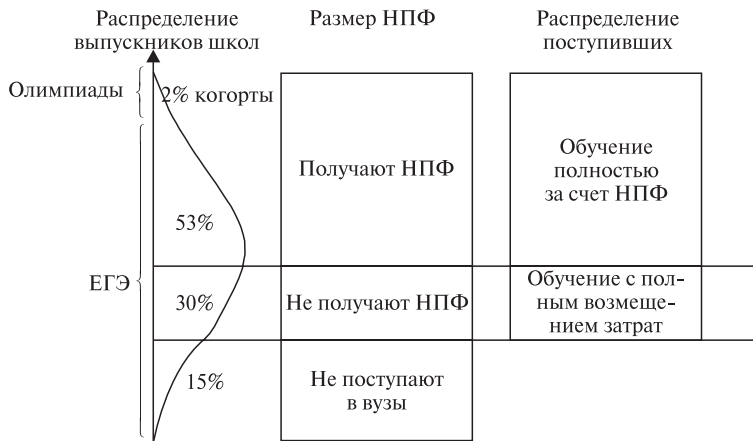 Распределение
выпускников школ
Размер НПФ
Распределение
поступивших
Олимпиады
2% когорты
Получают НПФ
Обучение
полностью
за счет НПФ
53%
ЕГЭ
30%
Не получают НПФ
Обучение с пол-
ным возмеще-
нием затрат
15%
Не поступают
в вузы